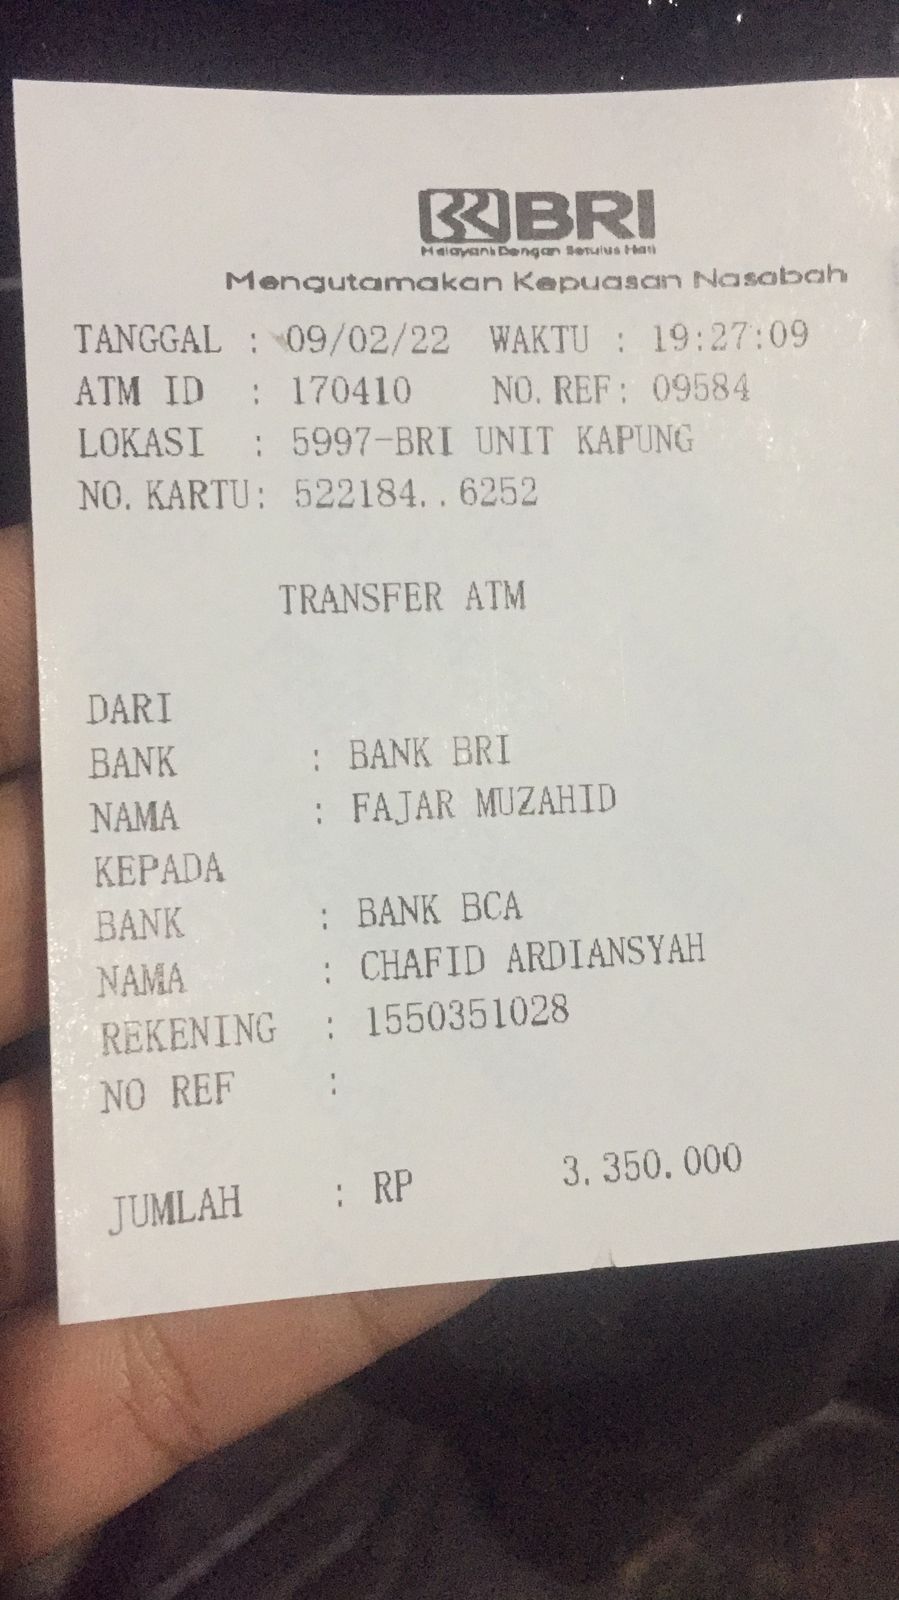 BRI
Melayani Dengan Setulus Hati
Mengutamakan Kepuasan Nasabah
TANGGAL : 09/02/22 WAKTU : 19:27:09
ATM ID : 170410 NO.REF: 09584
LOKASI : 5997-BRI UNIT KAPUNG
NO.KARTU: 522184..6252
TRANSFER ATM
DARI
BANK : BANK BRI
NAMA : FAJAR MUZAHID
KEPADA
BANK : BANK BCA
NAMA : CHAFID ARDIANSYAH
REKENING : 1550351028
NO REF :
JUMLAH : RP 3.350.000